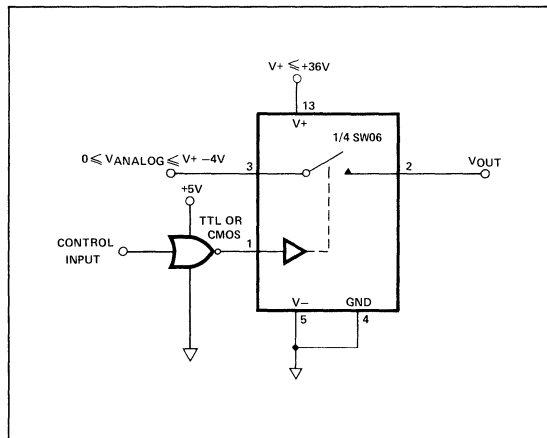 V+ ⩽ +36V
13
V+
1/4 SW06
0 ⩽ VANALOG ⩽ V+ −4V
3
2
VOUT
+5V
TTL OR
CMOS
CONTROL
INPUT
1
V−
GND
5
4